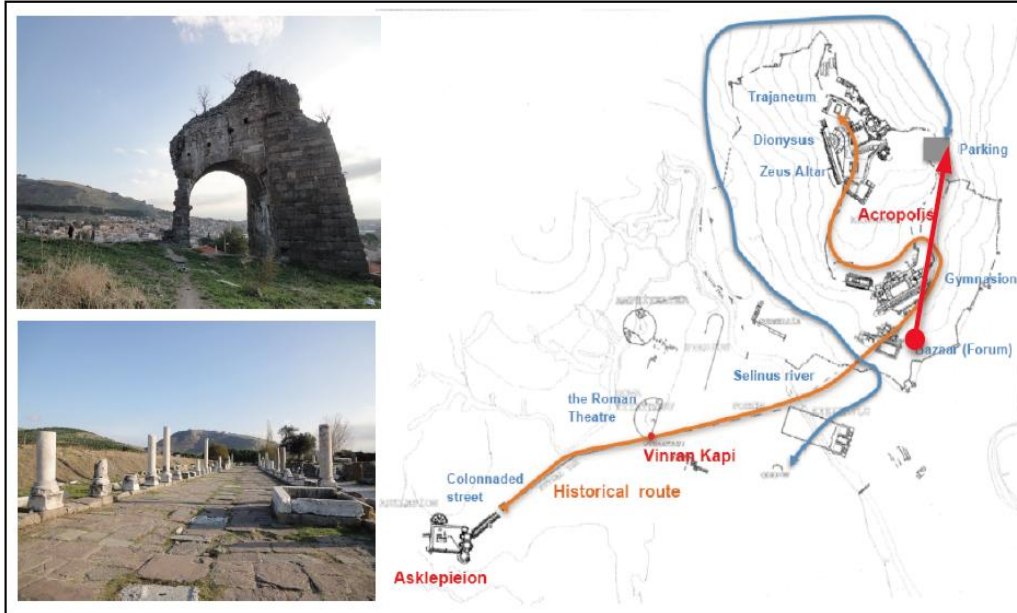 Trajaneum
Dionysus
Zeus Altar
Parking
Acropolis
Gymnasion
Bazaar (Forum)
Selinus river
the Roman
Theatre
Vinran Kapi
Colonnaded
street
Historical route
Asklepieion